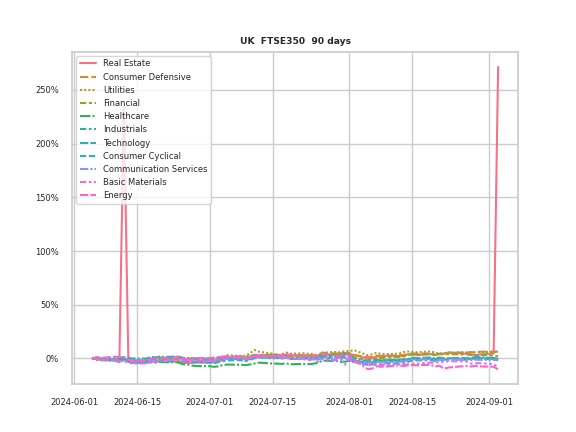 UK FTSE350 90 days
Real Estate
Consumer Defensive
Utilities
Financial
Healthcare
Industrials
Technology
Consumer Cyclical
Communication Services
Basic Materials
Energy
250%
200%
150%
100%
50%
0%
2024-06-01 2024-06-15 2024-07-01 2024-07-15 2024-08-01 2024-08-15 2024-09-01